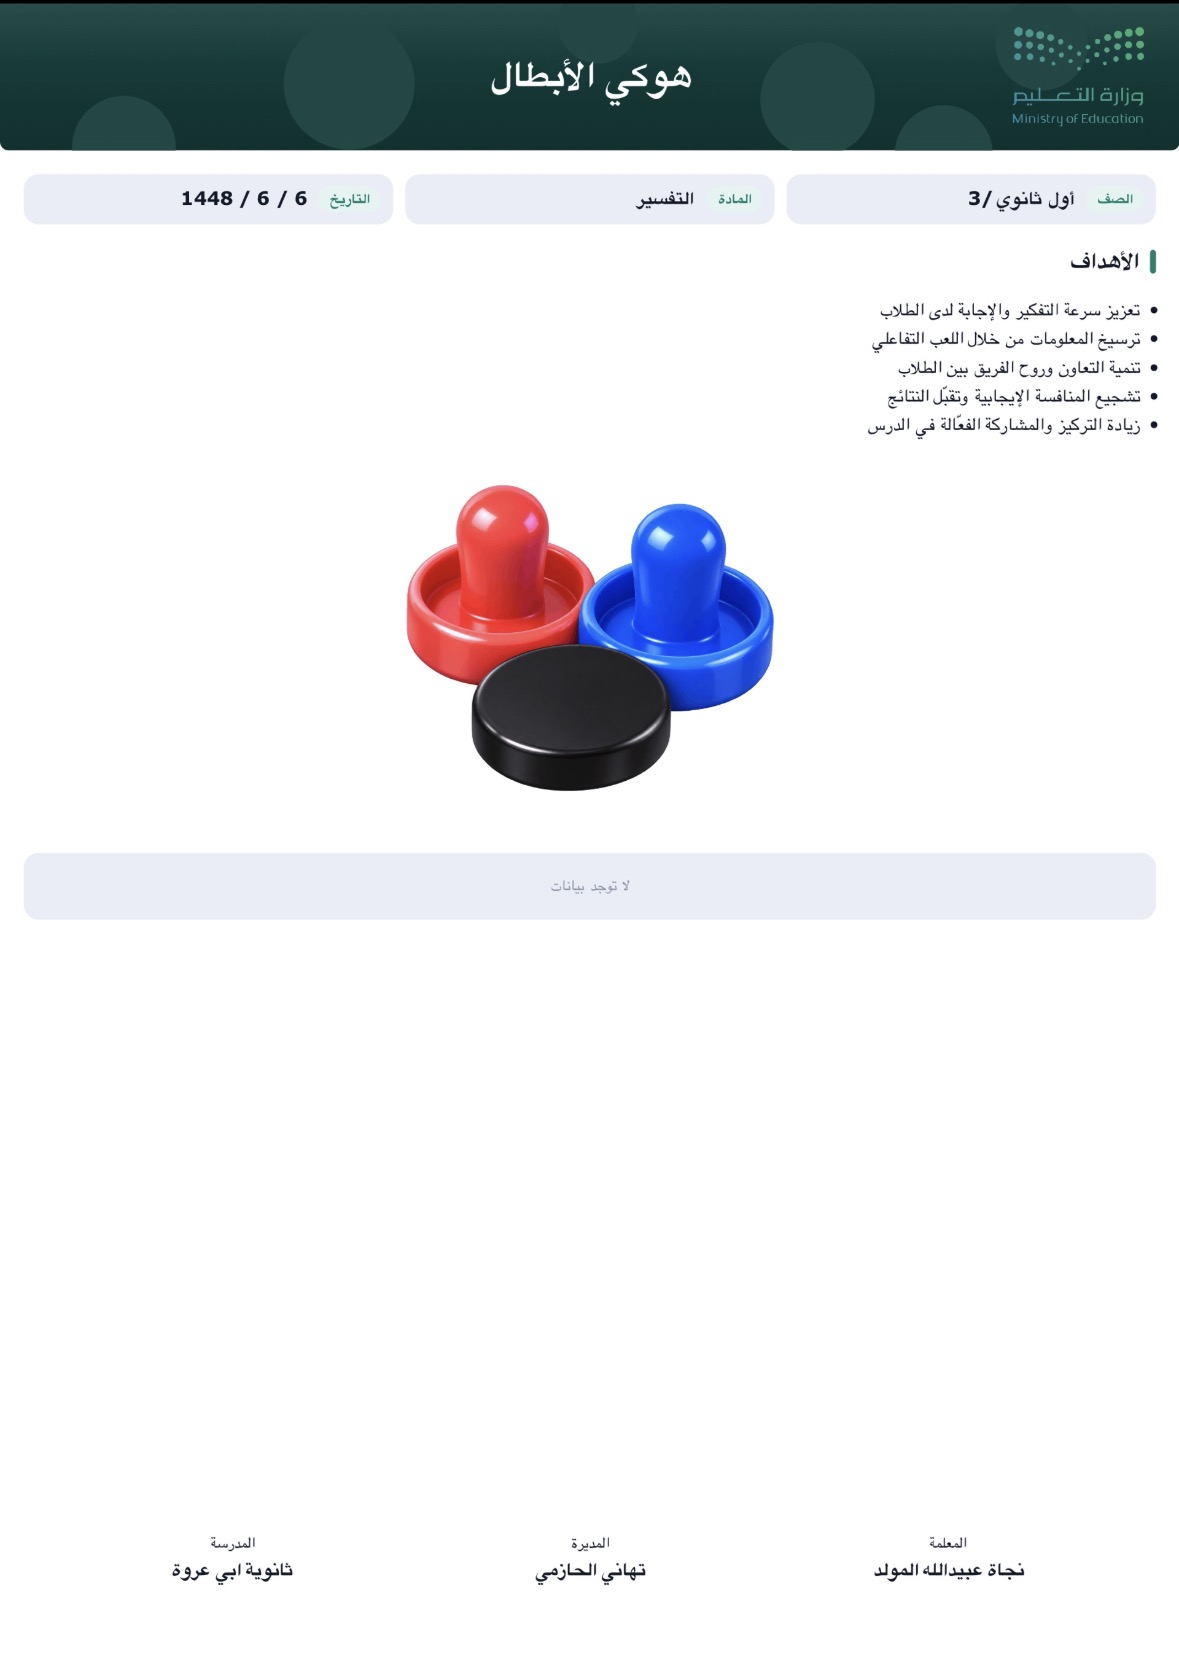 هوكي الأبطال
وزارة التعليم
Ministry of Education
الصف أول ثانوي /3
المادة التفسير
التاريخ 6 / 6 / 1448
الأهداف
تعزيز سرعة التفكير والإجابة لدى الطلاب
ترسيخ المعلومات من خلال اللعب التفاعلي
تنمية التعاون وروح الفريق بين الطلاب
تشجيع المنافسة الإيجابية وتقبّل النتائج
زيادة التركيز والمشاركة الفعّالة في الدرس
لا توجد بيانات
المعلمة
نجاة عبيدالله المولد
المديرة
تهاني الحازمي
المدرسة
ثانوية ابي عروة